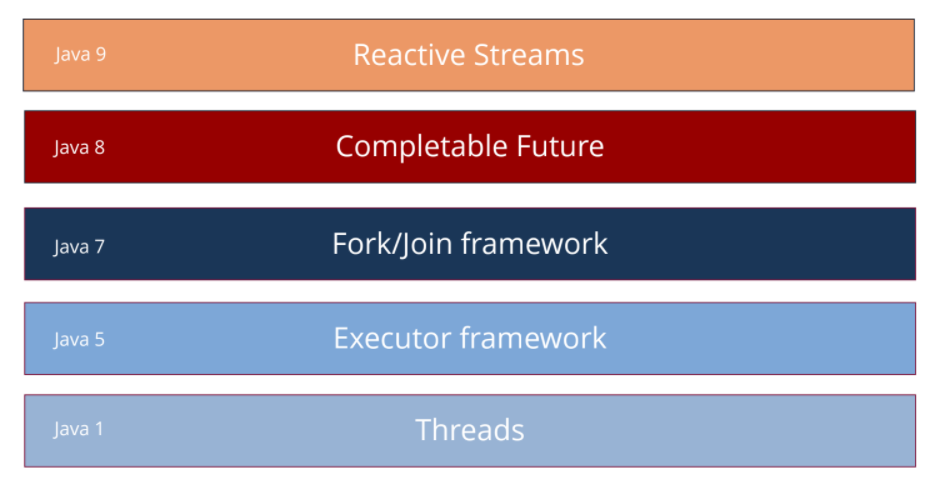 Java 9 Reactive Streams
Java 8 Completable Future
Java 7 Fork/Join framework
Java 5 Executor framework
Java 1 Threads